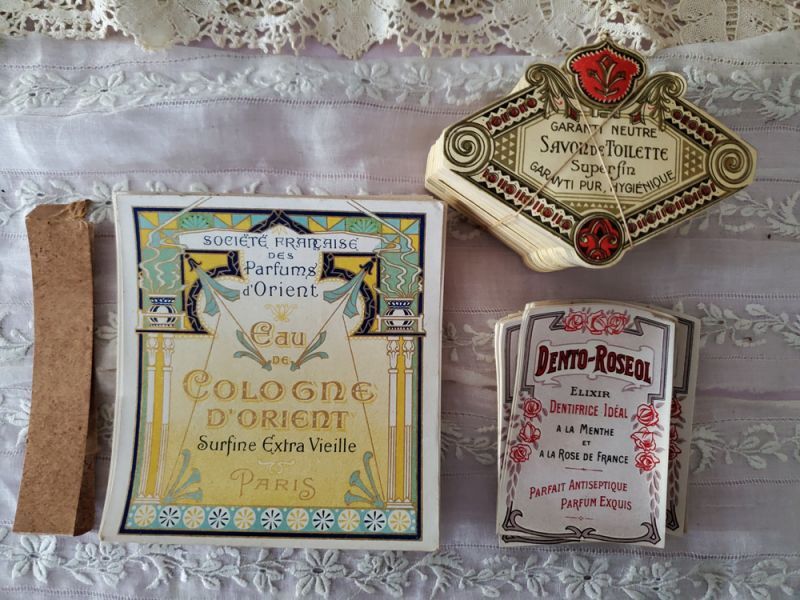 SOCIÉTÉ FRANÇAISE
DES
Parfums
d'Orient
Eau
DE
COLOGNE
D'ORIENT
Surfine Extra Vieille
PARIS
GARANTI NEUTRE
SAVON DE TOILETTE
Superfin
GARANTI PUR, HYGIÉNIQUE
DENTO-ROSEOL
ELIXIR
DENTIFRICE IDÉAL
A LA MENTHE
ET
A LA ROSE DE FRANCE
PARFAIT ANTISEPTIQUE
PARFUM EXQUIS